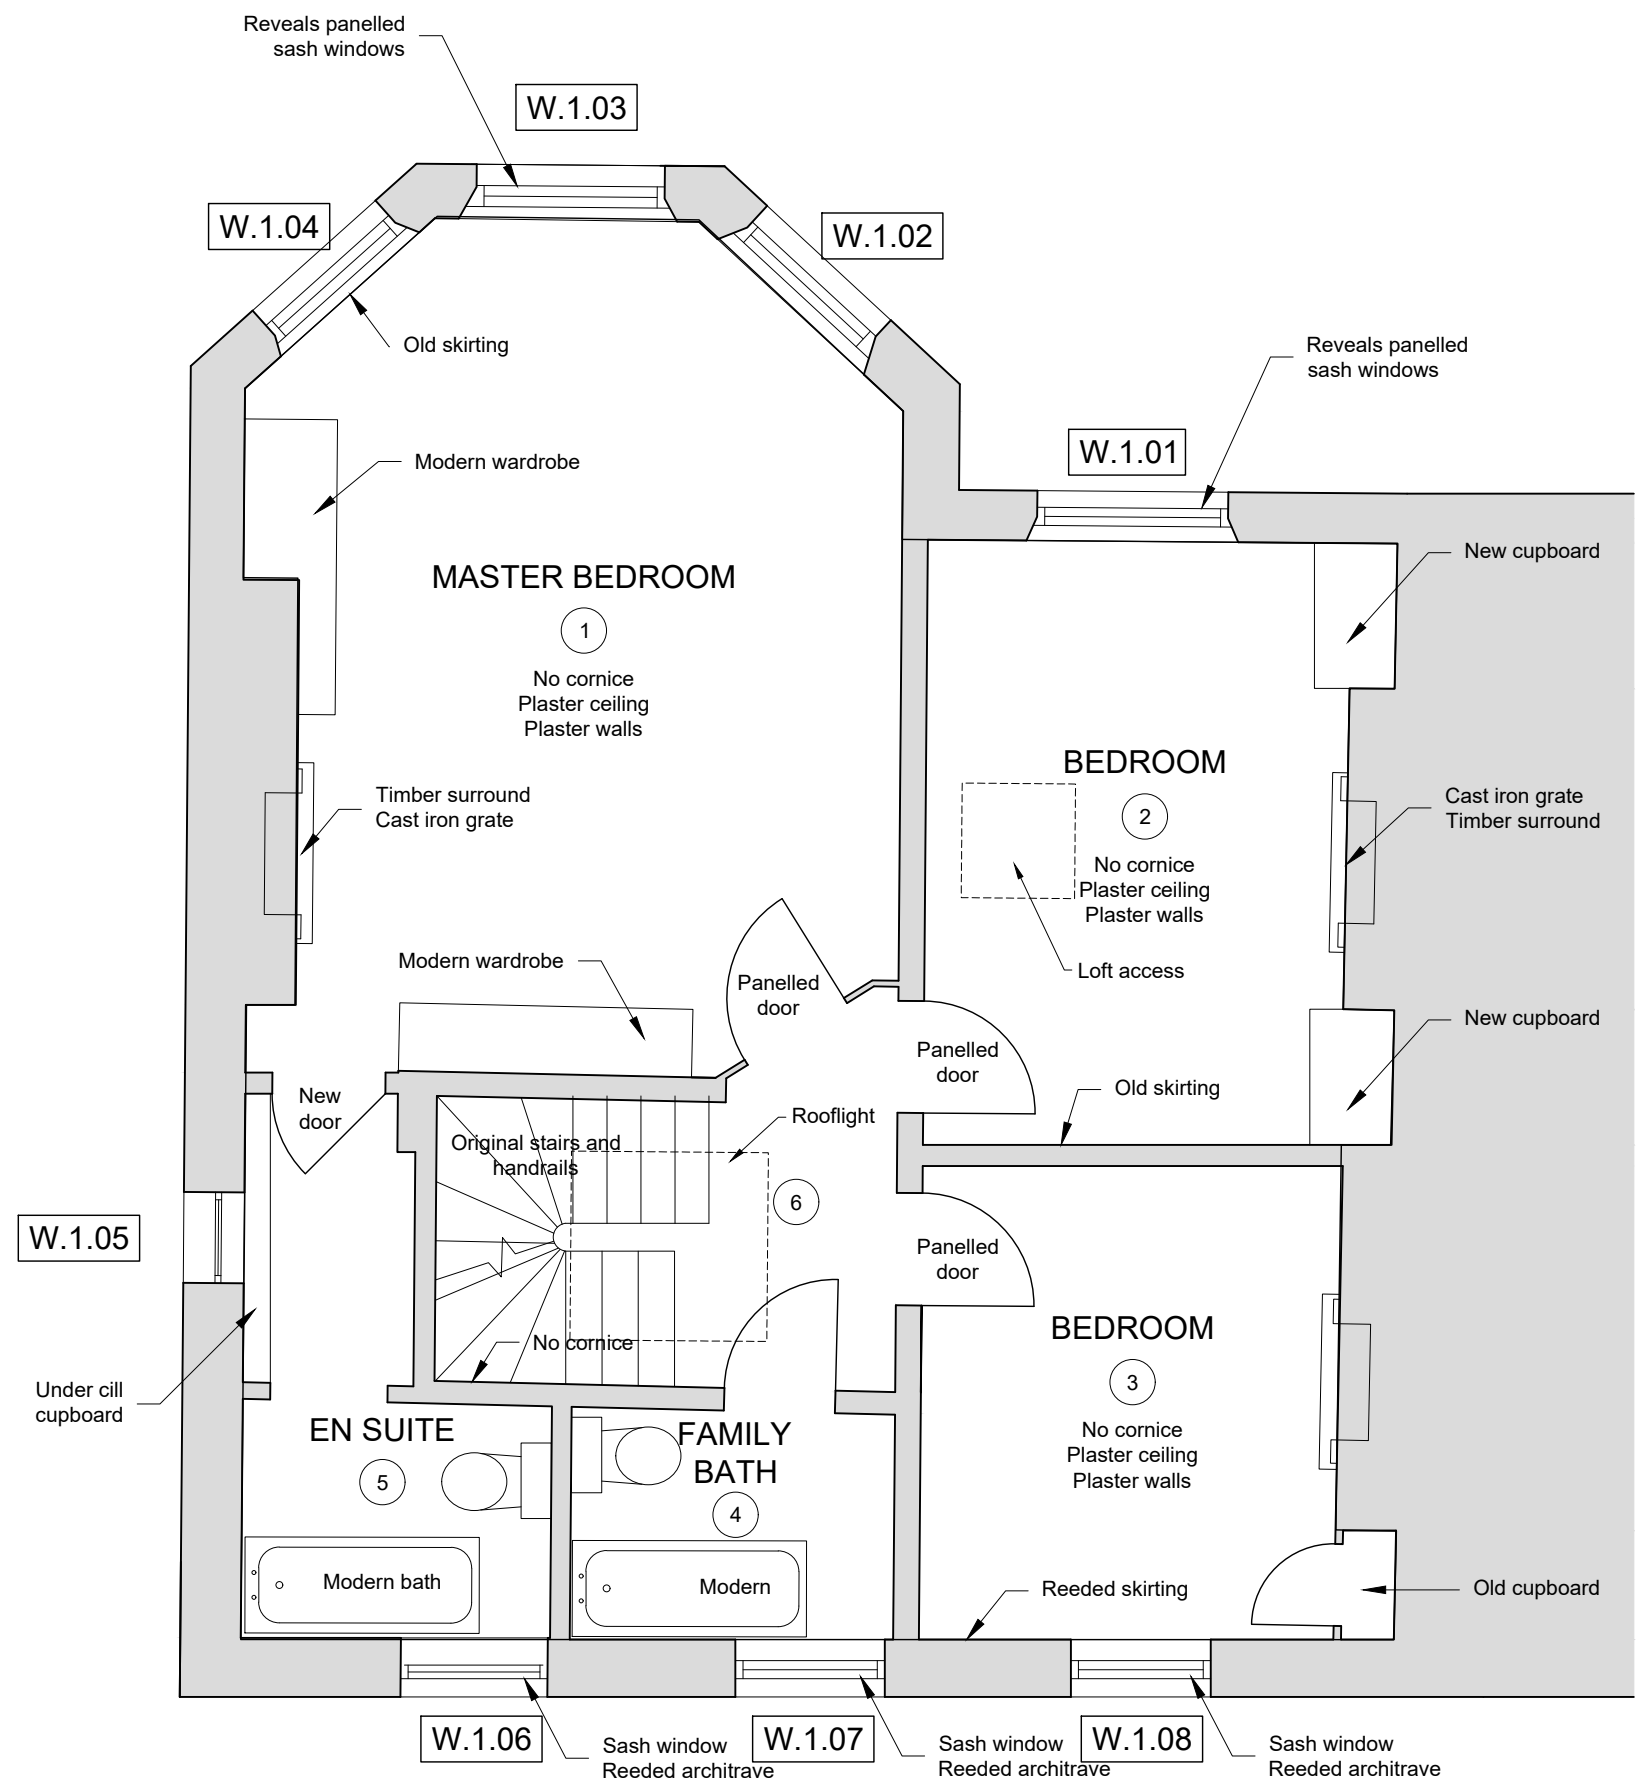 Reveals panelled
sash windows
W.1.03
W.1.04
W.1.02
Old skirting
Reveals panelled
sash windows
W.1.01
Modern wardrobe
New cupboard
MASTER BEDROOM
1
No cornice
Plaster ceiling
Plaster walls
BEDROOM
2
No cornice
Plaster ceiling
Plaster walls
Timber surround
Cast iron grate
Cast iron grate
Timber surround
Modern wardrobe
Loft access
Panelled
door
New cupboard
Panelled
door
Old skirting
New
door
Rooflight
Original stairs and
handrails
6
W.1.05
Panelled
door
No cornice
BEDROOM
3
No cornice
Plaster ceiling
Plaster walls
Under cill
cupboard
EN SUITE
5
FAMILY
BATH
4
Modern bath
Modern
Reeded skirting
Old cupboard
W.1.06
Sash window
Reeded architrave
W.1.07
Sash window
Reeded architrave
W.1.08
Sash window
Reeded architrave